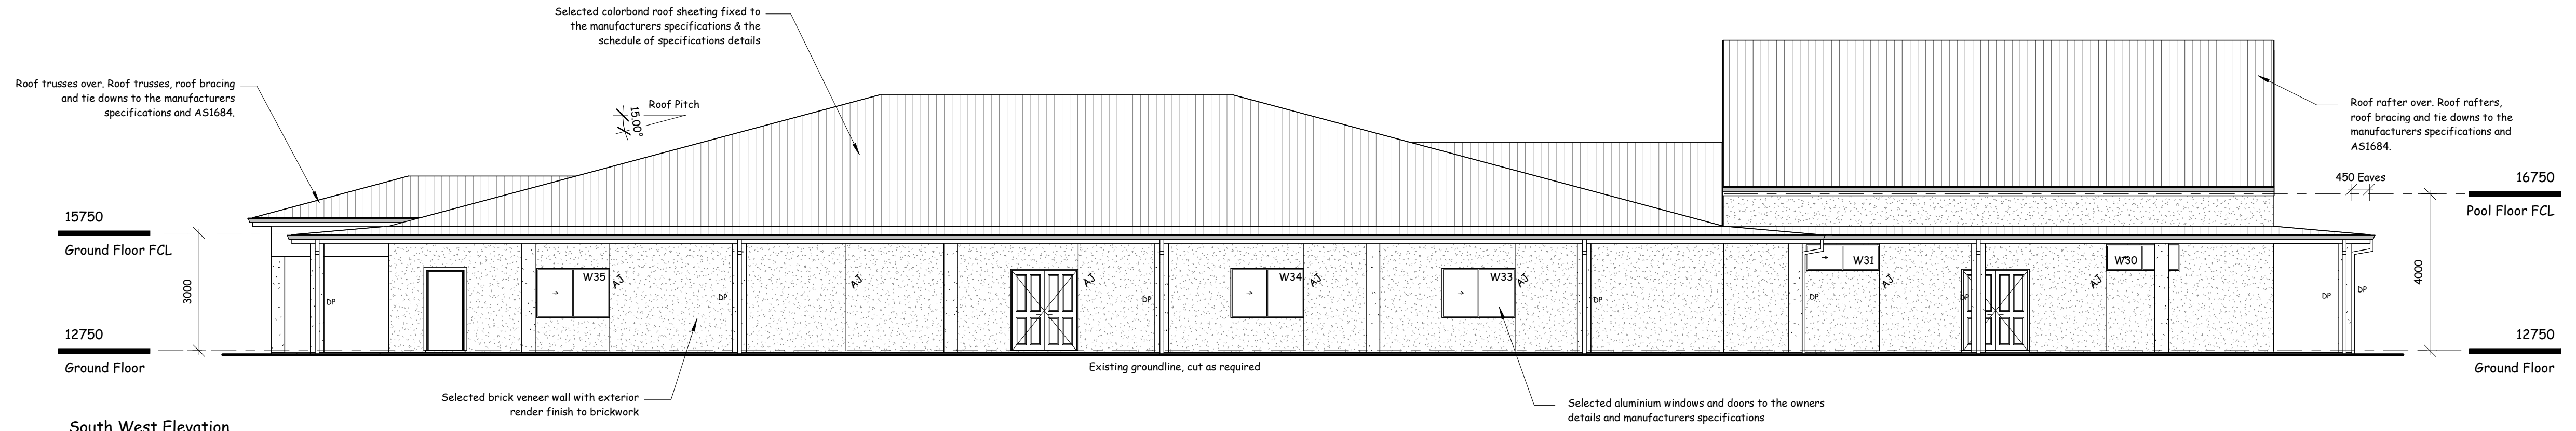 Selected colorbond roof sheeting fixed to
the manufacturers specifications & the
schedule of specifications details
Roof trusses over. Roof trusses, roof bracing
and tie downs to the manufacturers
specifications and AS1684.
Roof Pitch
15.00°
Roof rafter over. Roof rafters,
roof bracing and tie downs to the
manufacturers specifications and
AS1684.
450 Eaves
16750
Pool Floor FCL
15750
Ground Floor FCL
3000
4000
12750
Ground Floor
12750
Ground Floor
DP
W35
AJ
DP
AJ
AJ
DP
W34
AJ
W33
AJ
DP
W31
DP
AJ
DP
AJ
W30
DP
DP
Existing groundline, cut as required
Selected brick veneer wall with exterior
render finish to brickwork
Selected aluminium windows and doors to the owners
details and manufacturers specifications
South West Elevation